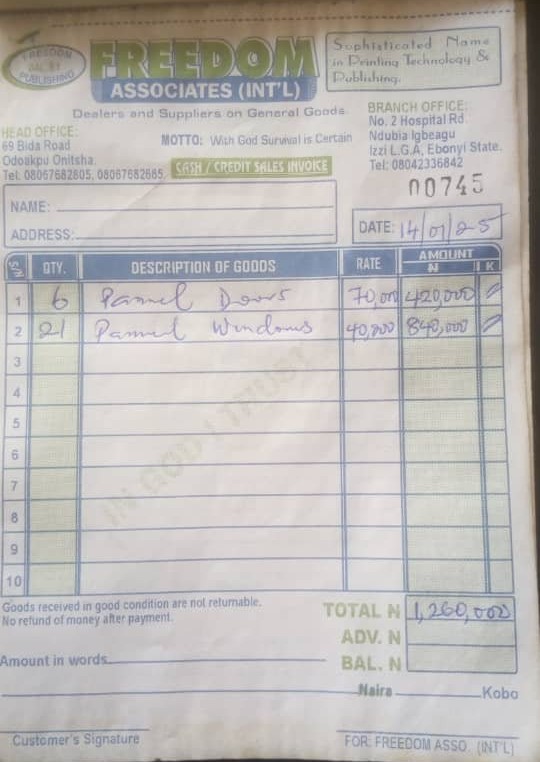 FREEDOM
PUBLISHING
FREEDOM
ASSOCIATES (INT'L)
Sophisticated Name
in Printing Technology &
Publishing.
Dealers and Suppliers on General Goods.
HEAD OFFICE:
69 Bida Road
Odoakpu Onitsha.
Tel. 08067682805, 08067682665
MOTTO: With God Survival is Certain
CASH / CREDIT SALES INVOICE
BRANCH OFFICE:
No. 2 Hospital Rd
Ndubia Igbeagu
Izzi L.G.A, Ebonyi State.
Tel: 08042336842
00745
NAME:
ADDRESS:
DATE: 14/01/25
S/N QTY. DESCRIPTION OF GOODS RATE AMOUNT
N K
1 6 Pannel Doors 70,000 420,000 =
2 21 Pannel Windows 40,000 840,000 =
3
4
5
6
7
8
9
10
IN GOD I TRUST
Goods received in good condition are not returnable.
No refund of money after payment.
TOTAL N 1,260,000
ADV. N
BAL. N
Amount in words
Naira Kobo
Customer's Signature
FOR: FREEDOM ASSO. (INT'L)